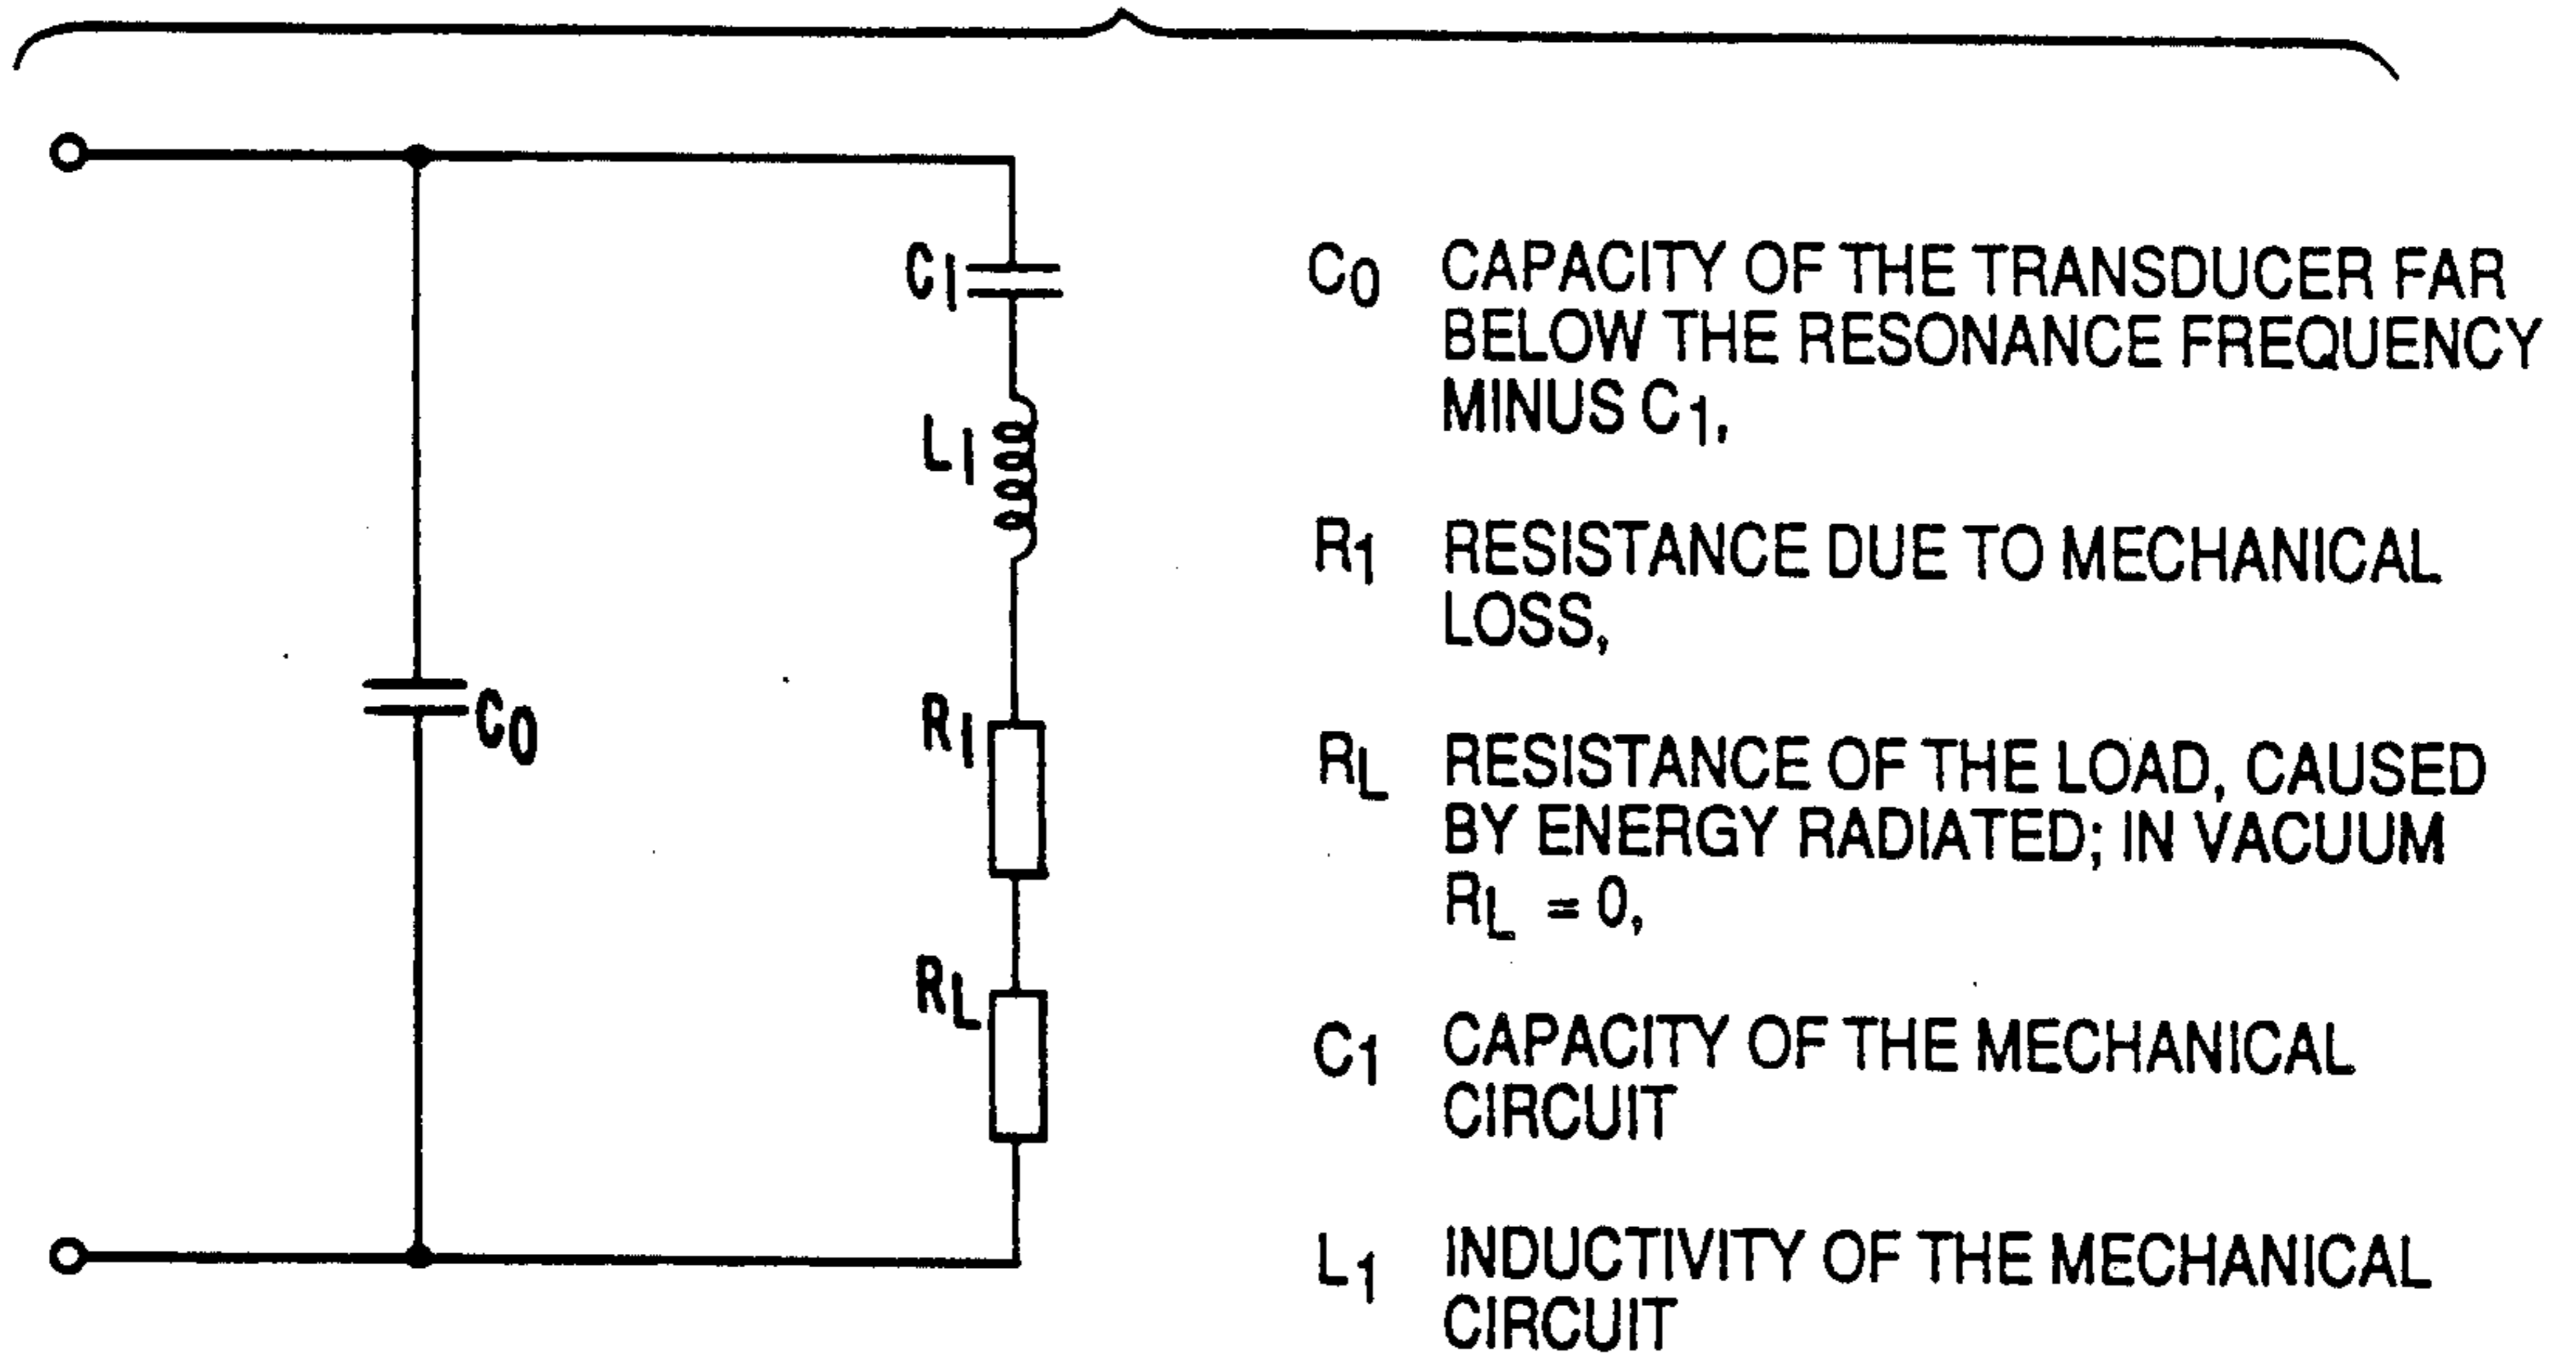 C1
L1
C0
R1
RL
C0 CAPACITY OF THE TRANSDUCER FAR
BELOW THE RESONANCE FREQUENCY
MINUS C1,
R1 RESISTANCE DUE TO MECHANICAL
LOSS,
RL RESISTANCE OF THE LOAD, CAUSED
BY ENERGY RADIATED; IN VACUUM
RL = 0,
C1 CAPACITY OF THE MECHANICAL
CIRCUIT
L1 INDUCTIVITY OF THE MECHANICAL
CIRCUIT